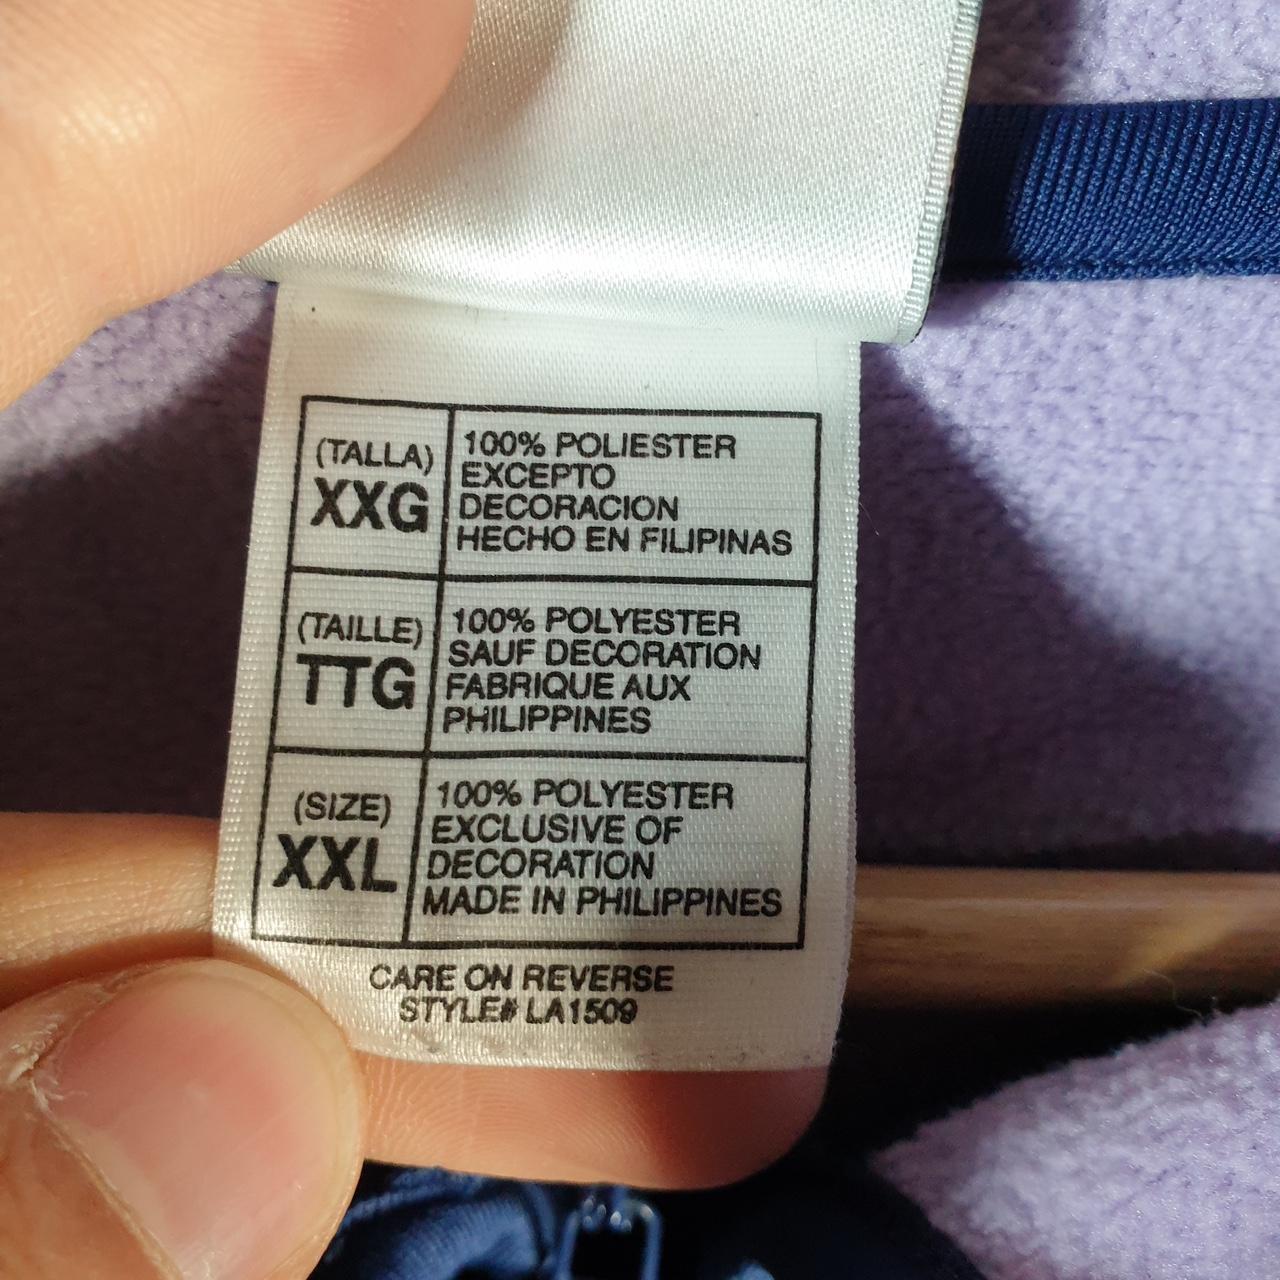 (TALLA)
XXG
100% POLIESTER
EXCEPTO
DECORACION
HECHO EN FILIPINAS
(TAILLE)
TTG
100% POLYESTER
SAUF DECORATION
FABRIQUE AUX
PHILIPPINES
(SIZE)
XXL
100% POLYESTER
EXCLUSIVE OF
DECORATION
MADE IN PHILIPPINES
CARE ON REVERSE
STYLE# LA1509